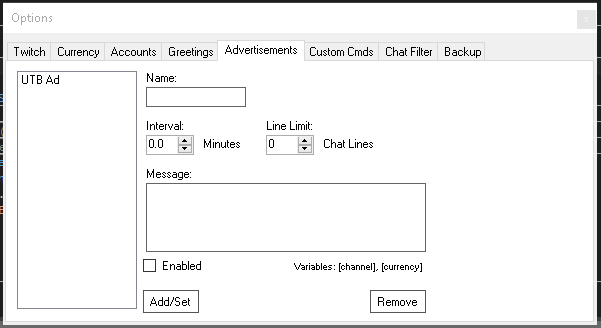 Options
x
Twitch Currency Accounts Greetings Advertisements Custom Cmds Chat Filter Backup
UTB Ad
Name:
Interval: Line Limit:
0.0 Minutes 0 Chat Lines
Message:
Enabled Variables: [channel], [currency]
Add/Set Remove